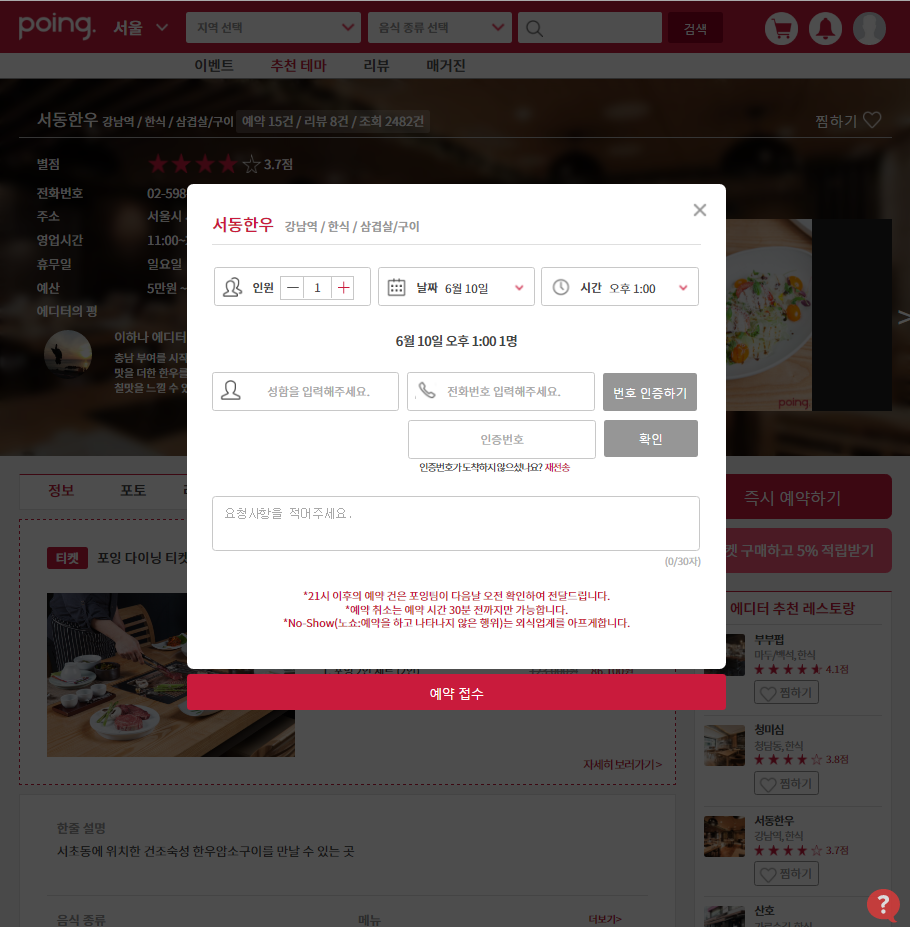 poing. 서울 지역 선택 음식 종류 선택 검색
이벤트 추천 테마 리뷰 매거진
서동한우 강남역 / 한식 / 삼겹살/구이 예약 15건 / 리뷰 8건 / 조회 2482건 찜하기
별점 3.7점
전화번호 02-598
주소 서울시
영업시간 11:00~
휴무일 일요일
예산 5만원 ~
에디터의 평
이하나 에디터
충남 부여를 시작
맛을 더한 한우를
칠맛을 느낄 수 있
poing
서동한우 강남역 / 한식 / 삼겹살/구이
인원 1 날짜 6월 10일 시간 오후 1:00
6월 10일 오후 1:00 1명
성함을 입력해주세요. 전화번호 입력해주세요. 번호 인증하기
인증번호 확인
인증번호가 도착하지 않으셨나요? 재전송
요청사항을 적어주세요.
(0/30자)
*21시 이후의 예약 건은 포잉팀이 다음날 오전 확인하여 전달드립니다.
*예약 취소는 예약 시간 30분 전까지만 가능합니다.
*No-Show(노쇼:예약을 하고 나타나지 않은 행위)는 외식업계를 아프게합니다.
예약 접수
정보 포토
티켓 포잉 다이닝 티켓
자세히 보러가기>
한줄 설명
서초동에 위치한 건조숙성 한우암소구이를 만날 수 있는 곳
음식 종류 메뉴 더보기>
즉시 예약하기
켓 구매하고 5% 적립받기
에디터 추천 레스토랑
부부펍
마두/백석, 한식
4.1점
찜하기
청미심
청담동, 한식
3.8점
찜하기
서동한우
강남역, 한식
3.7점
찜하기
산호
?